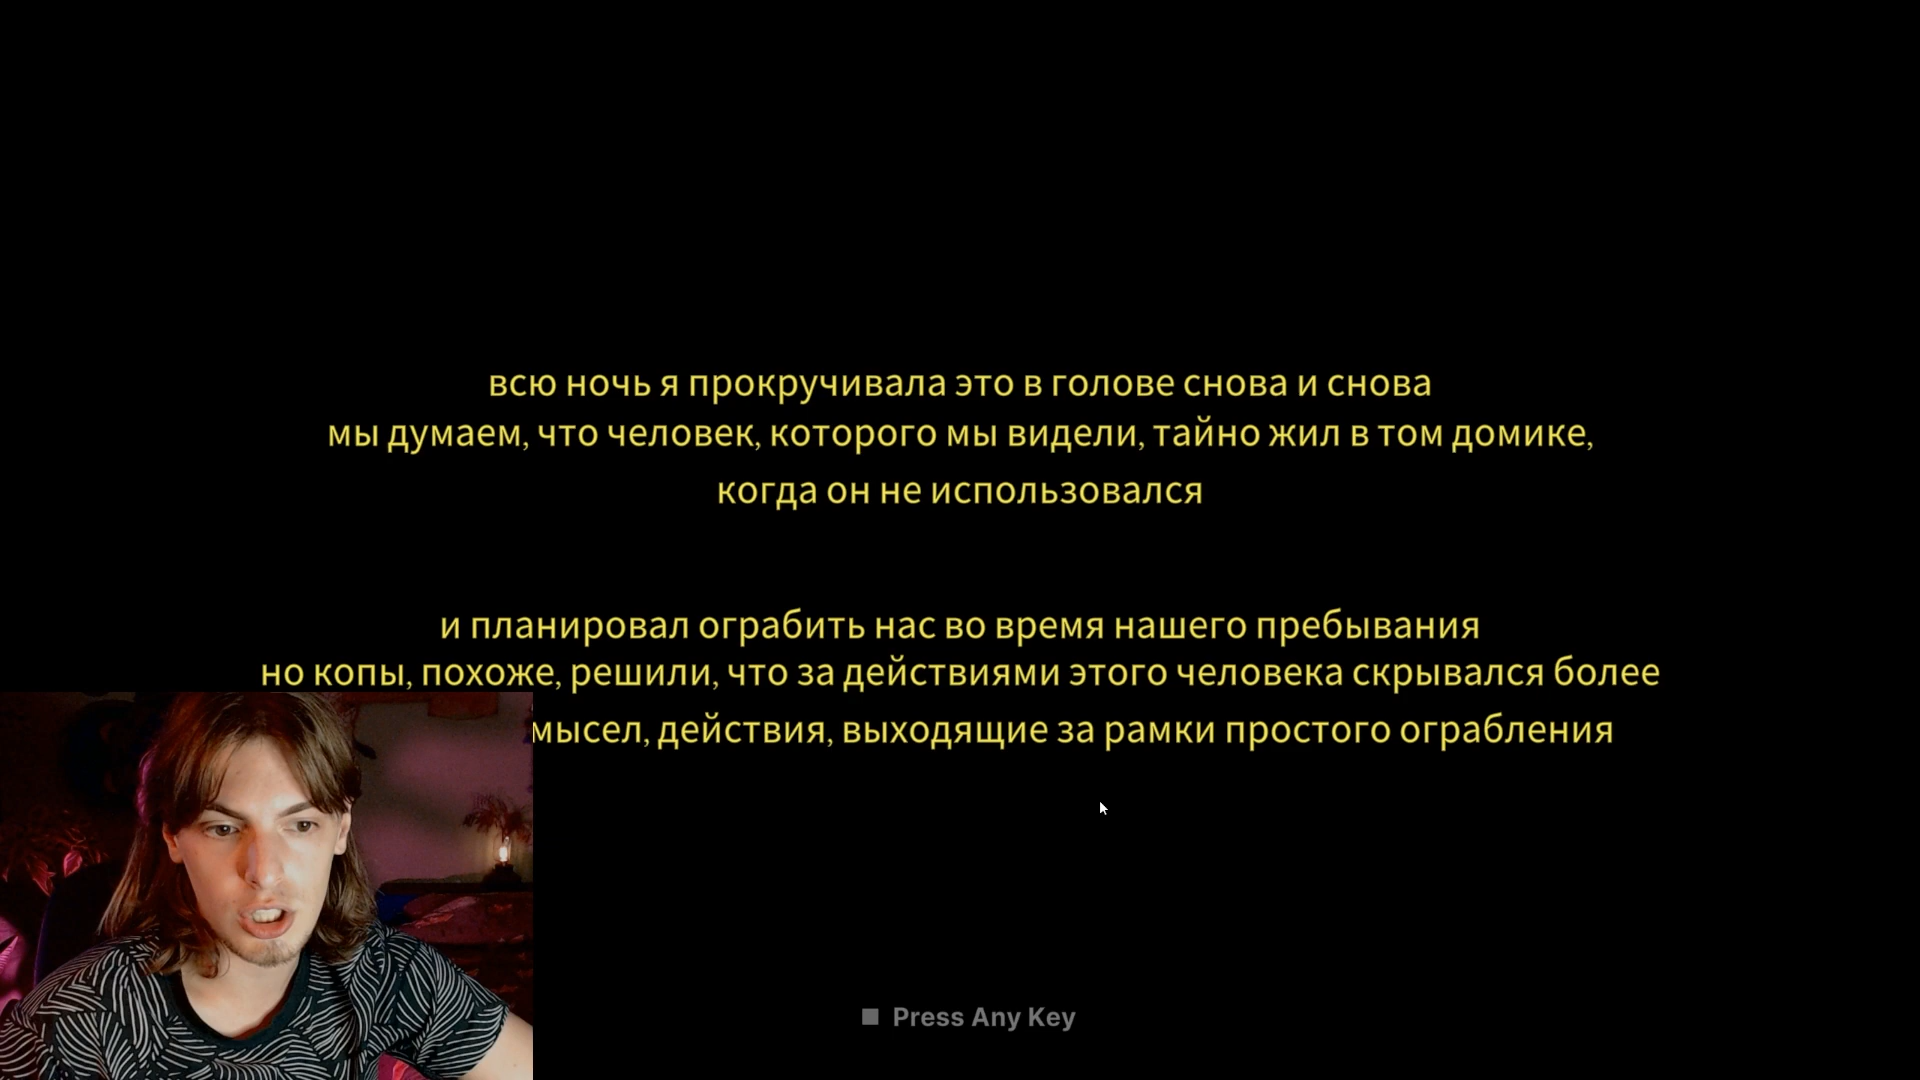 всю ночь я прокручивала это в голове снова и снова
мы думаем, что человек, которого мы видели, тайно жил в том домике,
когда он не использовался
и планировал ограбить нас во время нашего пребывания
но копы, похоже, решили, что за действиями этого человека скрывался более
действия, выходящие за рамки простого ограбления
Press Any Key